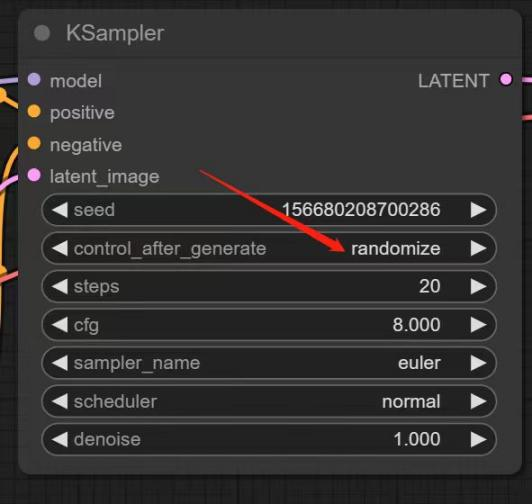 KSampler
model LATENT
positive
negative
latent_image
seed 156680208700286
control_after_generate randomize
steps 20
cfg 8.000
sampler_name euler
scheduler normal
denoise 1.000